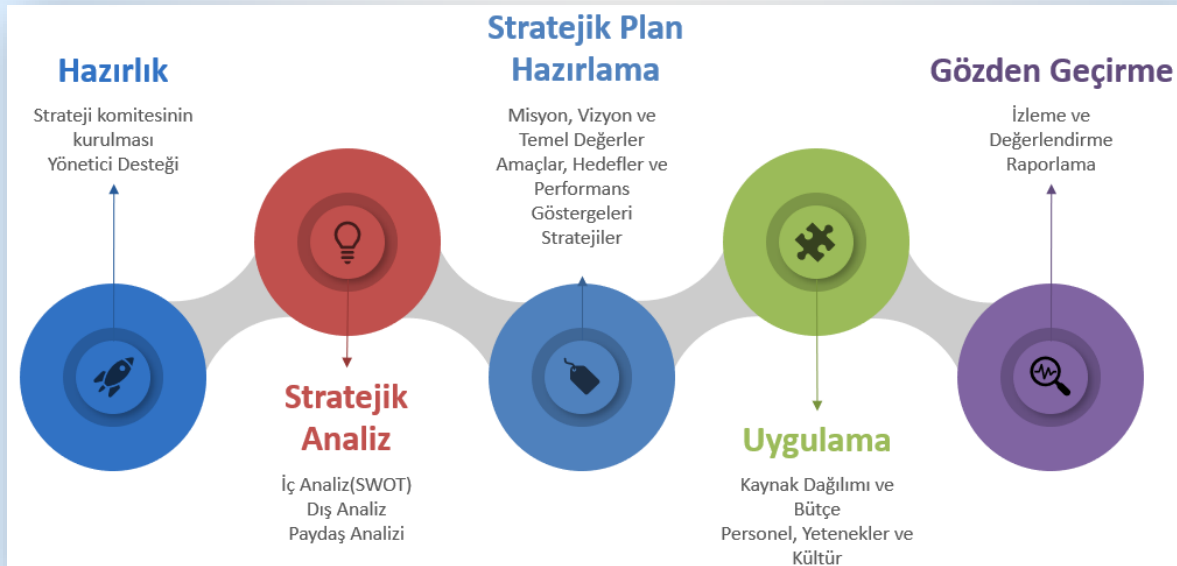 Hazırlık
Strateji komitesinin
kurulması
Yönetici Desteği
Stratejik
Analiz
İç Analiz(SWOT)
Dış Analiz
Paydaş Analizi
Stratejik Plan
Hazırlama
Misyon, Vizyon ve
Temel Değerler
Amaçlar, Hedefler ve
Performans
Göstergeleri
Stratejiler
Uygulama
Kaynak Dağılımı ve
Bütçe
Personel, Yetenekler ve
Kültür
Gözden Geçirme
İzleme ve
Değerlendirme
Raporlama